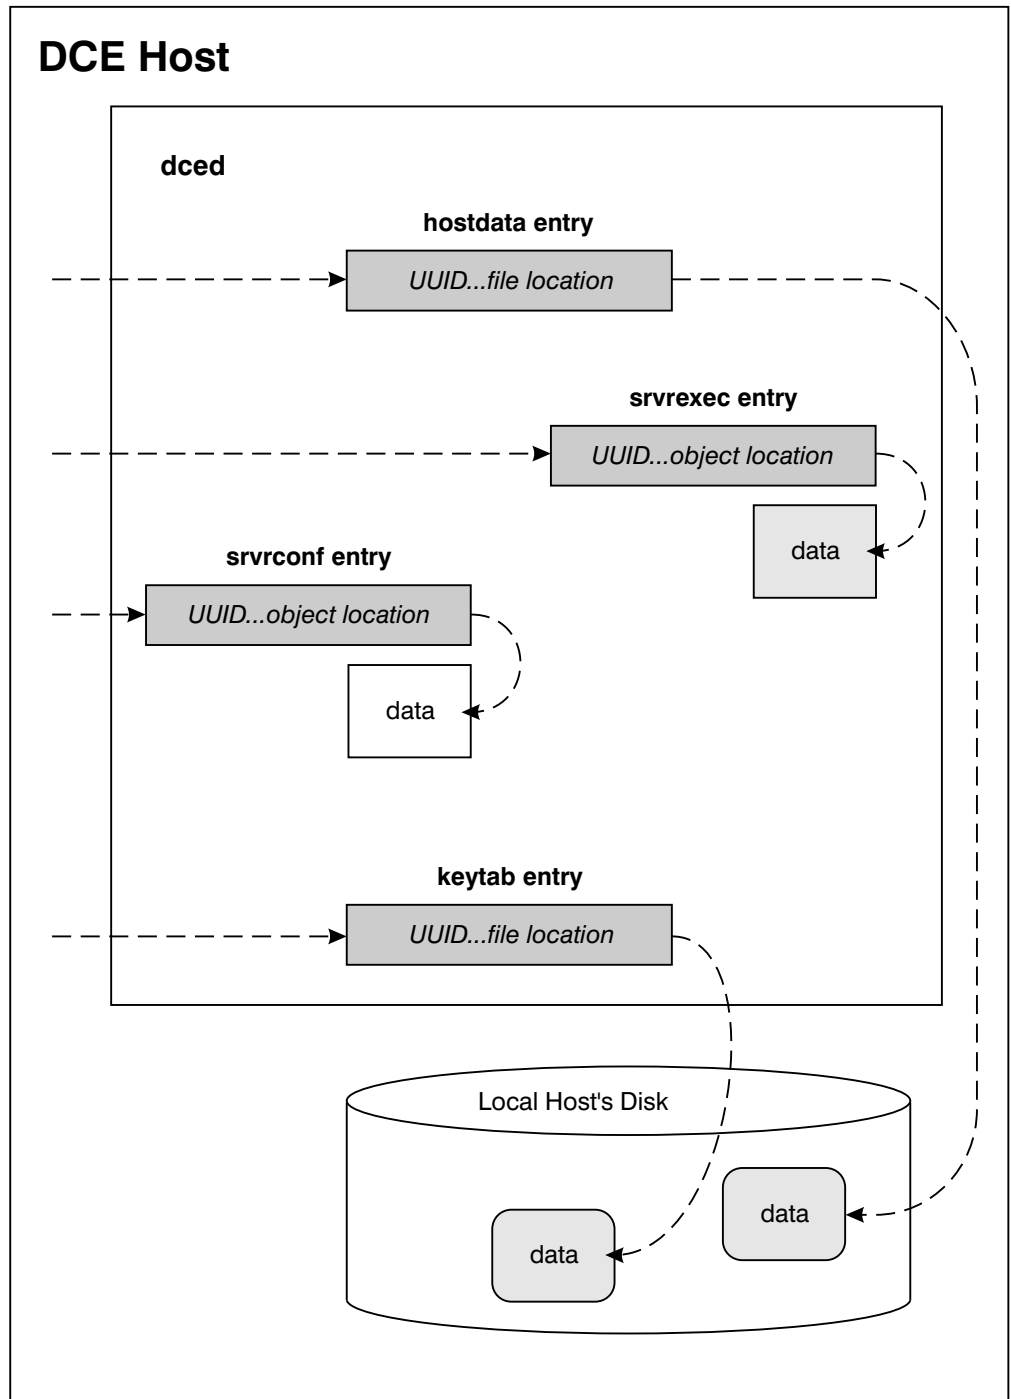 DCE Host
dced
hostdata entry
UUID...file location
srvrexec entry
UUID...object location
data
srvrconf entry
UUID...object location
data
keytab entry
UUID...file location
Local Host's Disk
data
data